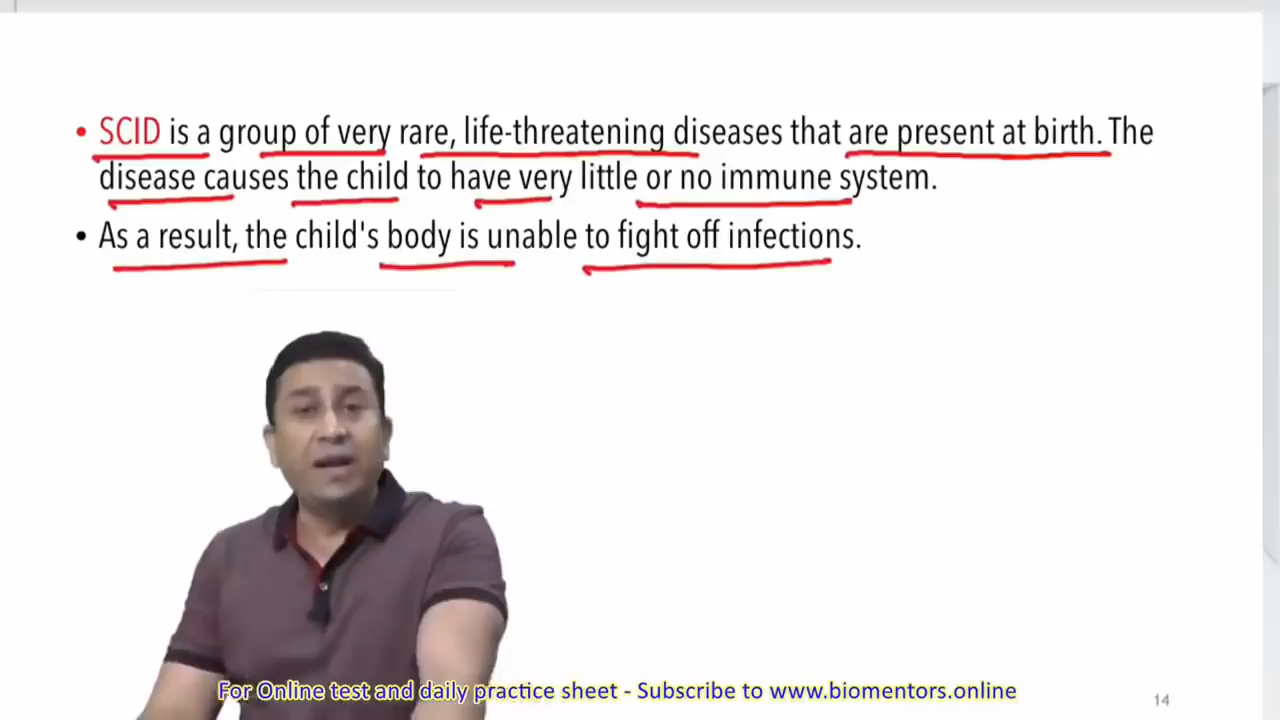 • SCID is a group of very rare, life-threatening diseases that are present at birth. The
disease causes the child to have very little or no immune system.
• As a result, the child's body is unable to fight off infections.
For Online test and daily practice sheet - Subscribe to www.biomentors.online
14